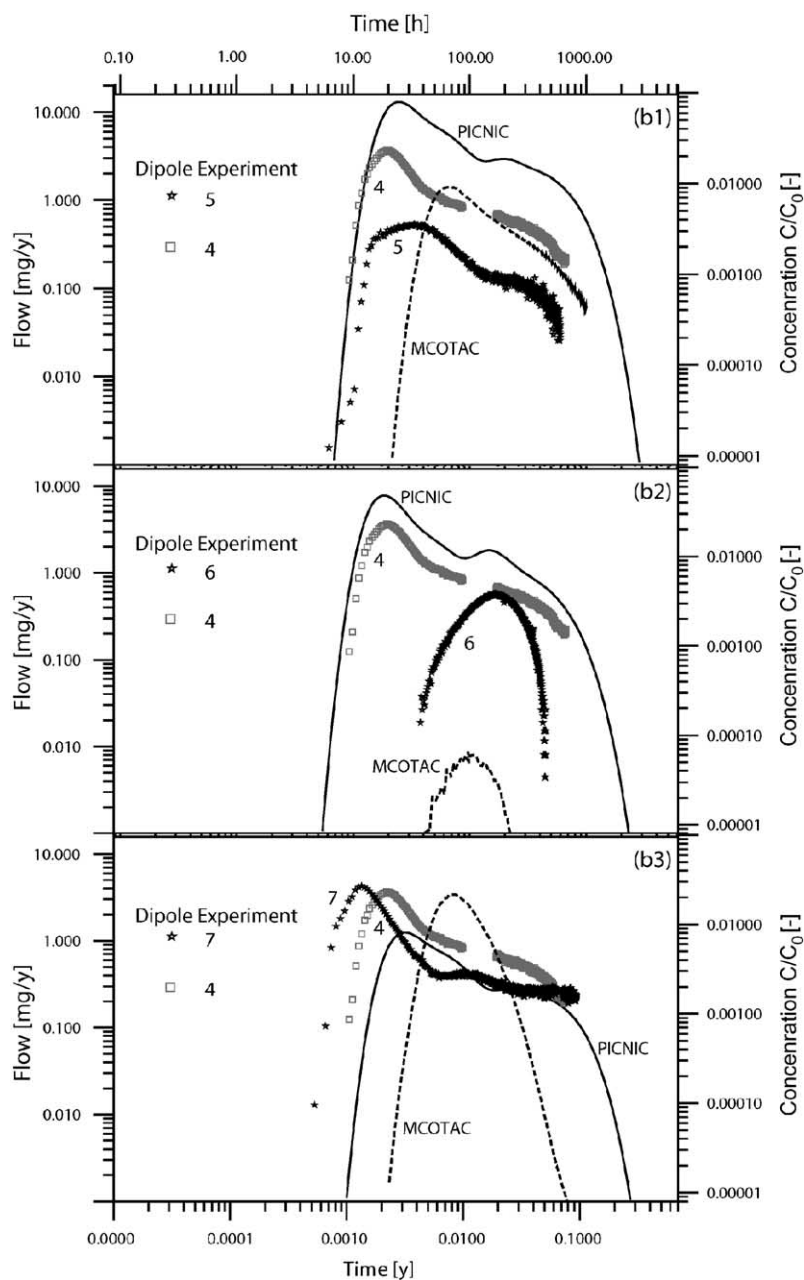 Time [h]
0.10 1.00 10.00 100.00 1000.00
(b1)
10.000
PICNIC
Dipole Experiment
5
4
4
1.000
0.01000
5
0.100
0.00100
MCOTAC
0.010
0.00010
0.00001
Flow [mg/y]
Concenration C/C0 [-]
(b2)
10.000
PICNIC
Dipole Experiment
6
4
4
1.000
0.01000
6
0.100
0.00100
0.010
0.00010
MCOTAC
0.00001
Flow [mg/y]
Concenration C/C0 [-]
(b3)
10.000
Dipole Experiment
7
4
7
4
1.000
0.01000
0.100
0.00100
PICNIC
0.010
0.00010
MCOTAC
0.00001
Flow [mg/y]
Concenration C/C0 [-]
0.0000 0.0001 0.0010 0.0100 0.1000
Time [y]